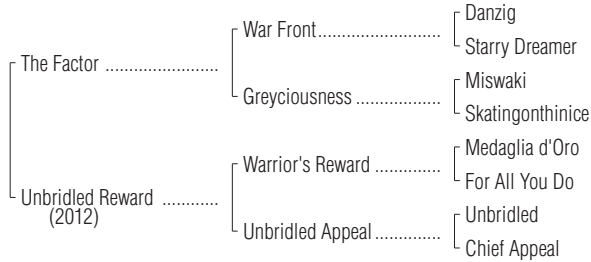 The Factor ......................
War Front........................
Danzig
Starry Dreamer
Greyciousness .................
Miswaki
Skatingonthinice
Unbridled Reward ...........
(2012)
Warrior's Reward .............
Medaglia d'Oro
For All You Do
Unbridled Appeal.............
Unbridled
Chief Appeal